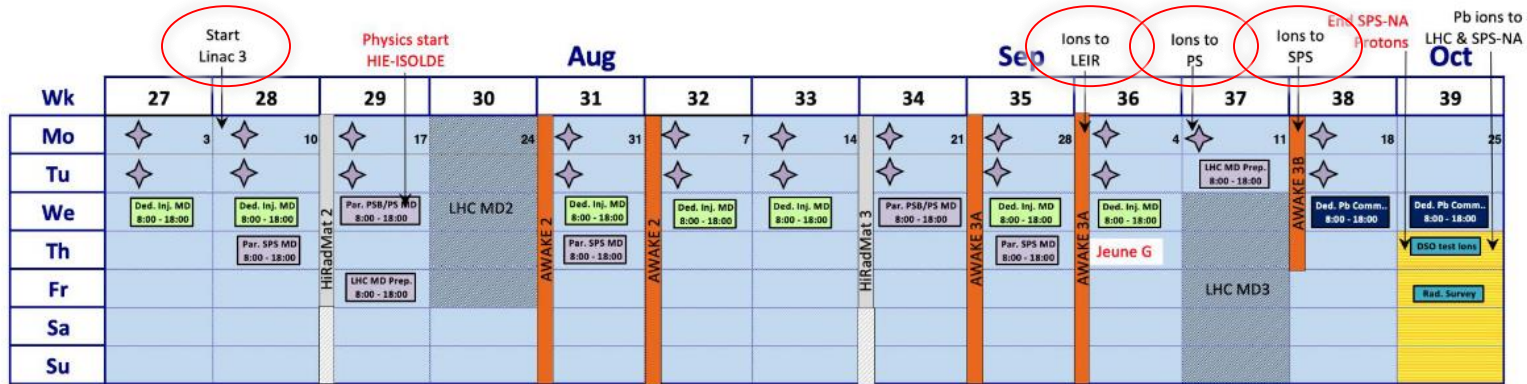 Start
Linac 3
Physics start
HIE-ISOLDE
Aug
Sep
Ions to
LEIR
Ions to
PS
Ions to
SPS
End SPS-NA
Protons
Pb ions to
LHC & SPS-NA
Oct
Wk 27 28 29 30 31 32 33 34 35 36 37 38 39
Mo 3 10 17 24 31 7 14 21 28 4 11 18 25
Tu
LHC MD Prep.
8:00 - 18:00
We
Ded. Inj. MD
8:00 - 18:00
Ded. Inj. MD
8:00 - 18:00
Par. PSB/PS MD
8:00 - 18:00
LHC MD2
Ded. Inj. MD
8:00 - 18:00
Ded. Inj. MD
8:00 - 18:00
Ded. Inj. MD
8:00 - 18:00
Par. PSB/PS MD
8:00 - 18:00
Ded. Inj. MD
8:00 - 18:00
Ded. Inj. MD
8:00 - 18:00
Ded. Pb Comm..
8:00 - 18:00
Ded. Pb Comm..
8:00 - 18:00
Th
Par. SPS MD
8:00 - 18:00
Par. SPS MD
8:00 - 18:00
Par. SPS MD
8:00 - 18:00
Jeune G
DSO test Ions
Fr
LHC MD Prep.
8:00 - 18:00
LHC MD3
Rad. Survey
Sa
Su
HiRadMat 2
AWAKE 2
AWAKE 2
HiRadMat 3
AWAKE 3A
AWAKE 3A
AWAKE 3B